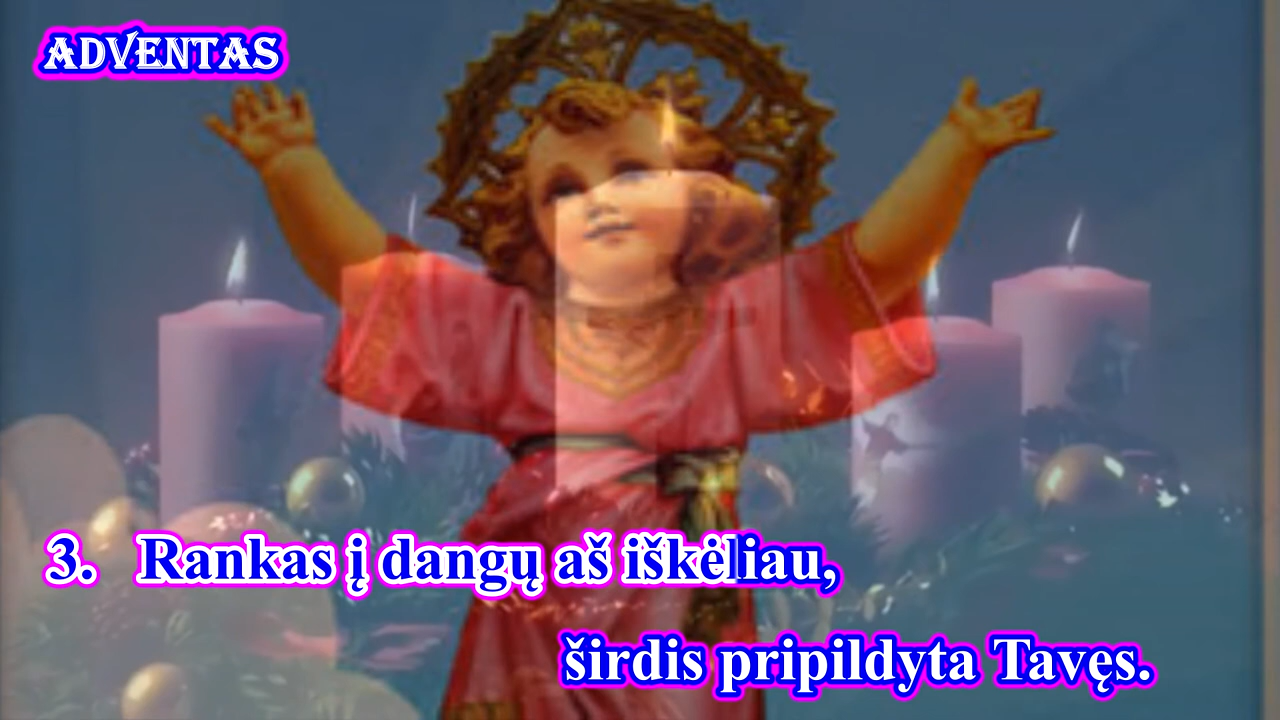 ADVENTAS
3. Rankas į dangų aš iškėliau,
širdis pripildyta Tavęs.